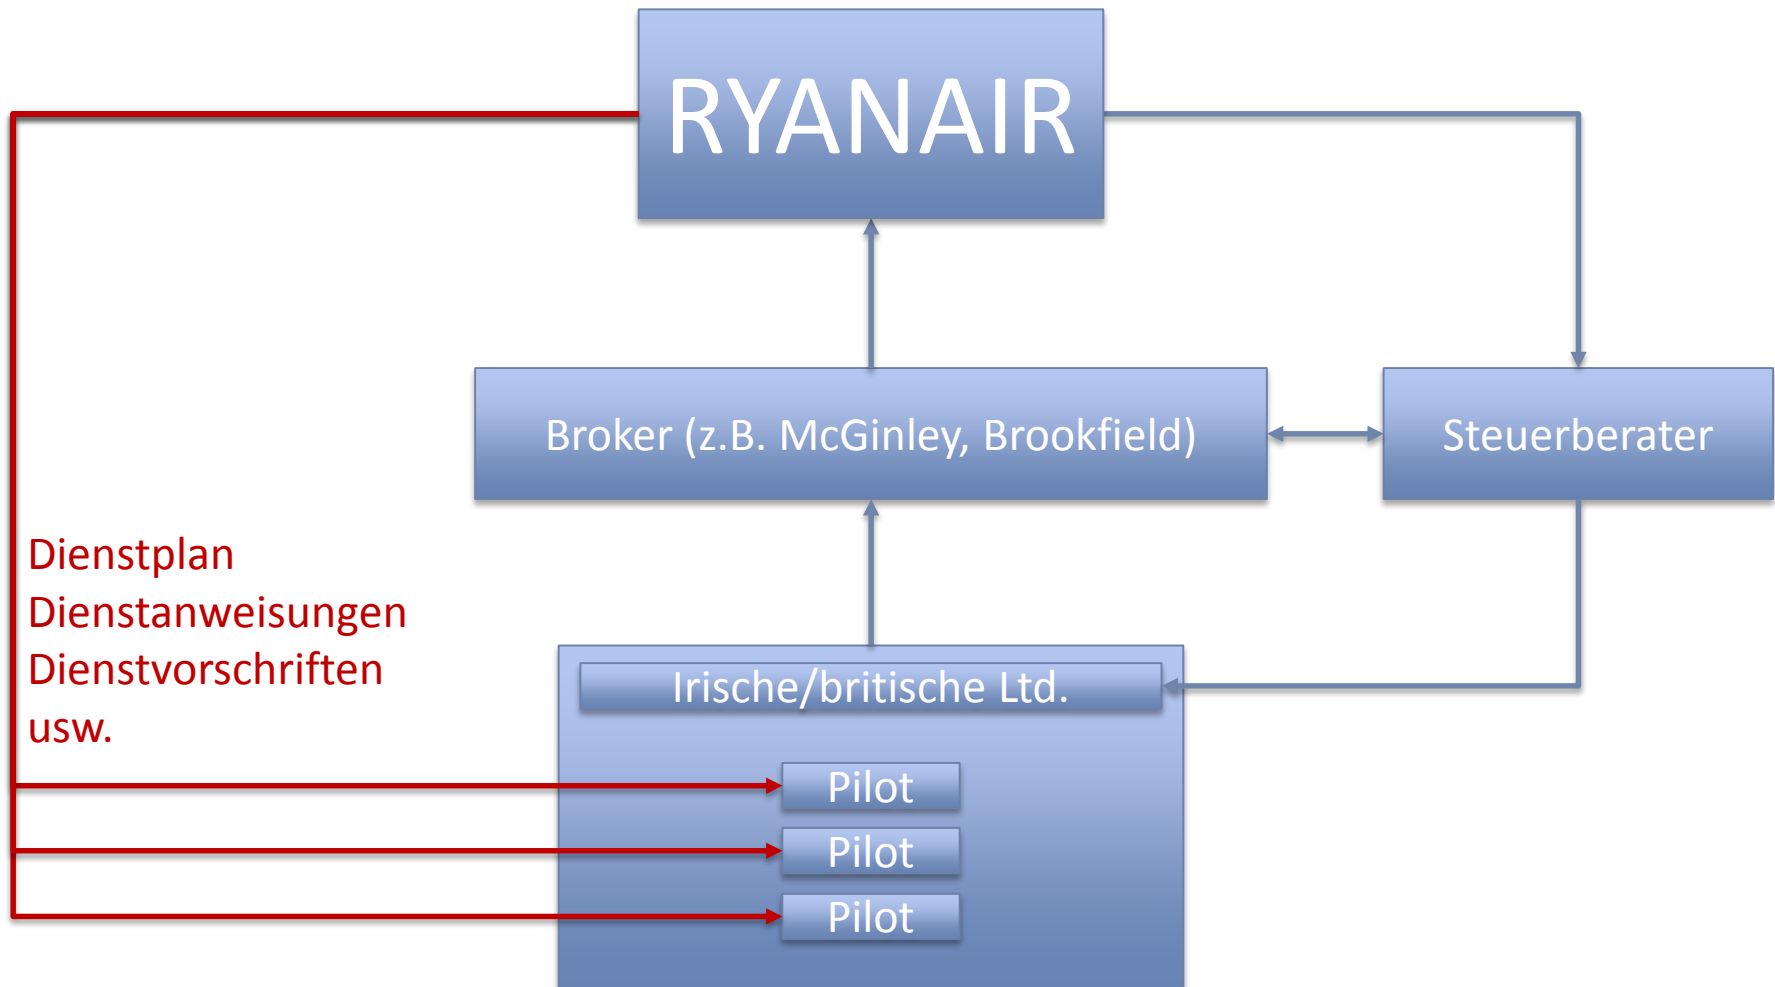 RYANAIR
Broker (z.B. McGinley, Brookfield)
Steuerberater
Dienstplan
Dienstanweisungen
Dienstvorschriften
usw.
Irische/britische Ltd.
Pilot
Pilot
Pilot